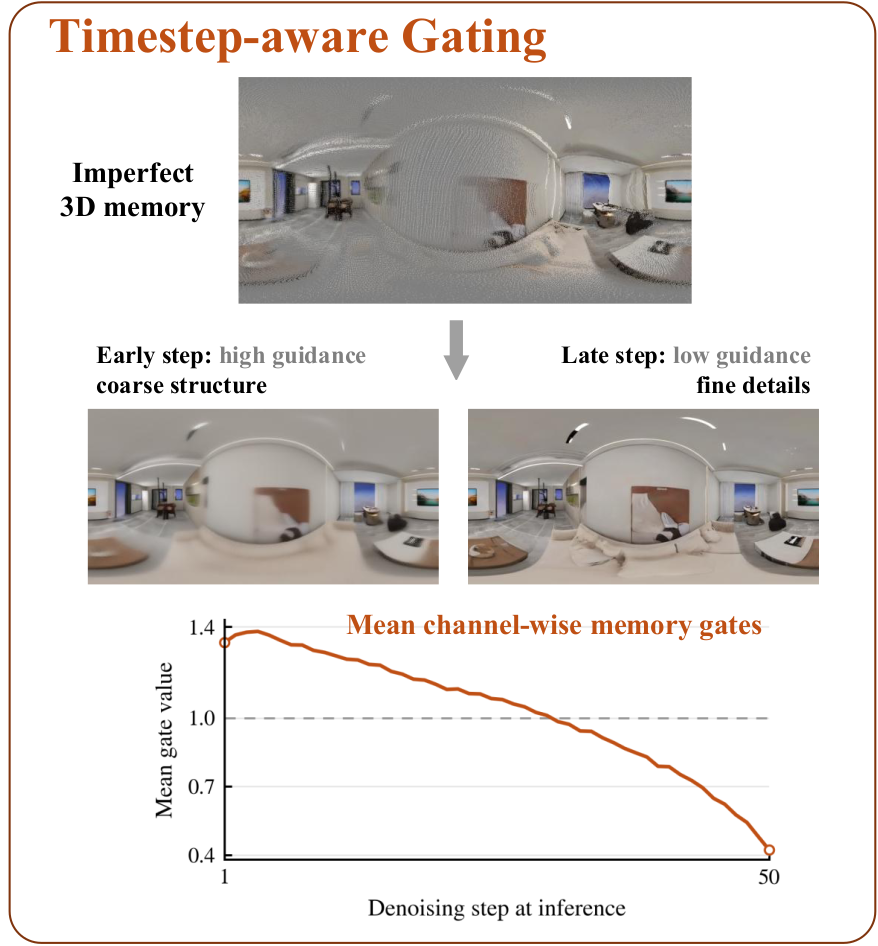 Timestep-aware Gating
Imperfect
3D memory
Early step: high guidance
coarse structure
Late step: low guidance
fine details
Mean channel-wise memory gates
Mean gate value
1.4
1.0
0.7
0.4
1
50
Denoising step at inference